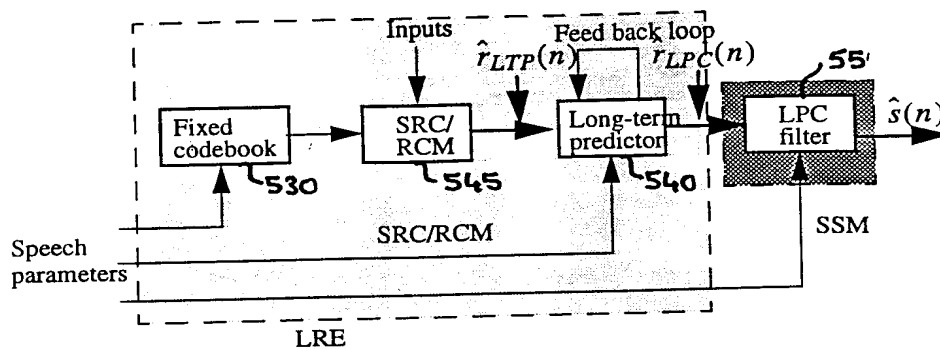 Inputs
Feed back loop
r̂LTP(n)
r̂LPC(n)
55'
Fixed
codebook
SRC/
RCM
Long-term
predictor
LPC
filter
ŝ(n)
530
545
540
SRC/RCM
SSM
Speech
parameters
LRE